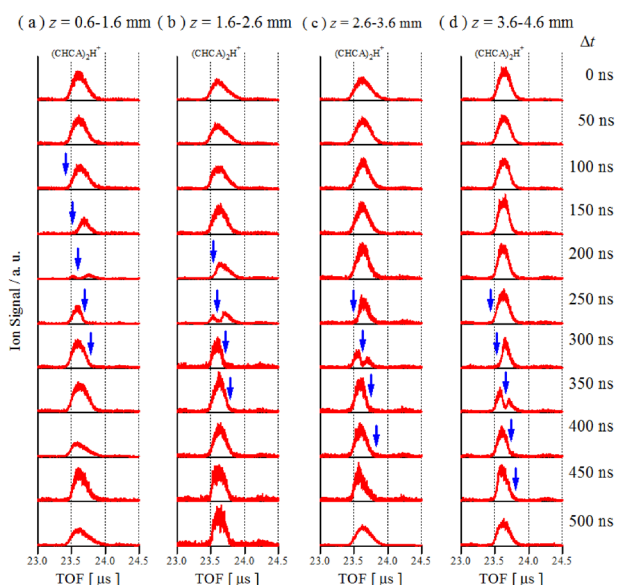 ( a ) z = 0.6-1.6 mm ( b ) z = 1.6-2.6 mm ( c ) z = 2.6-3.6 mm ( d ) z = 3.6-4.6 mm
(CHCA)₂H⁺ (CHCA)₂H⁺ (CHCA)₂H⁺ (CHCA)₂H⁺ Δt
0 ns
50 ns
100 ns
150 ns
200 ns
250 ns
300 ns
350 ns
400 ns
450 ns
500 ns
Ion Signal / a. u.
23.0 23.5 24.0 24.5 23.0 23.5 24.0 24.5 23.0 23.5 24.0 24.5 23.0 23.5 24.0 24.5
TOF [ μs ] TOF [ μs ] TOF [ μs ] TOF [ μs ]